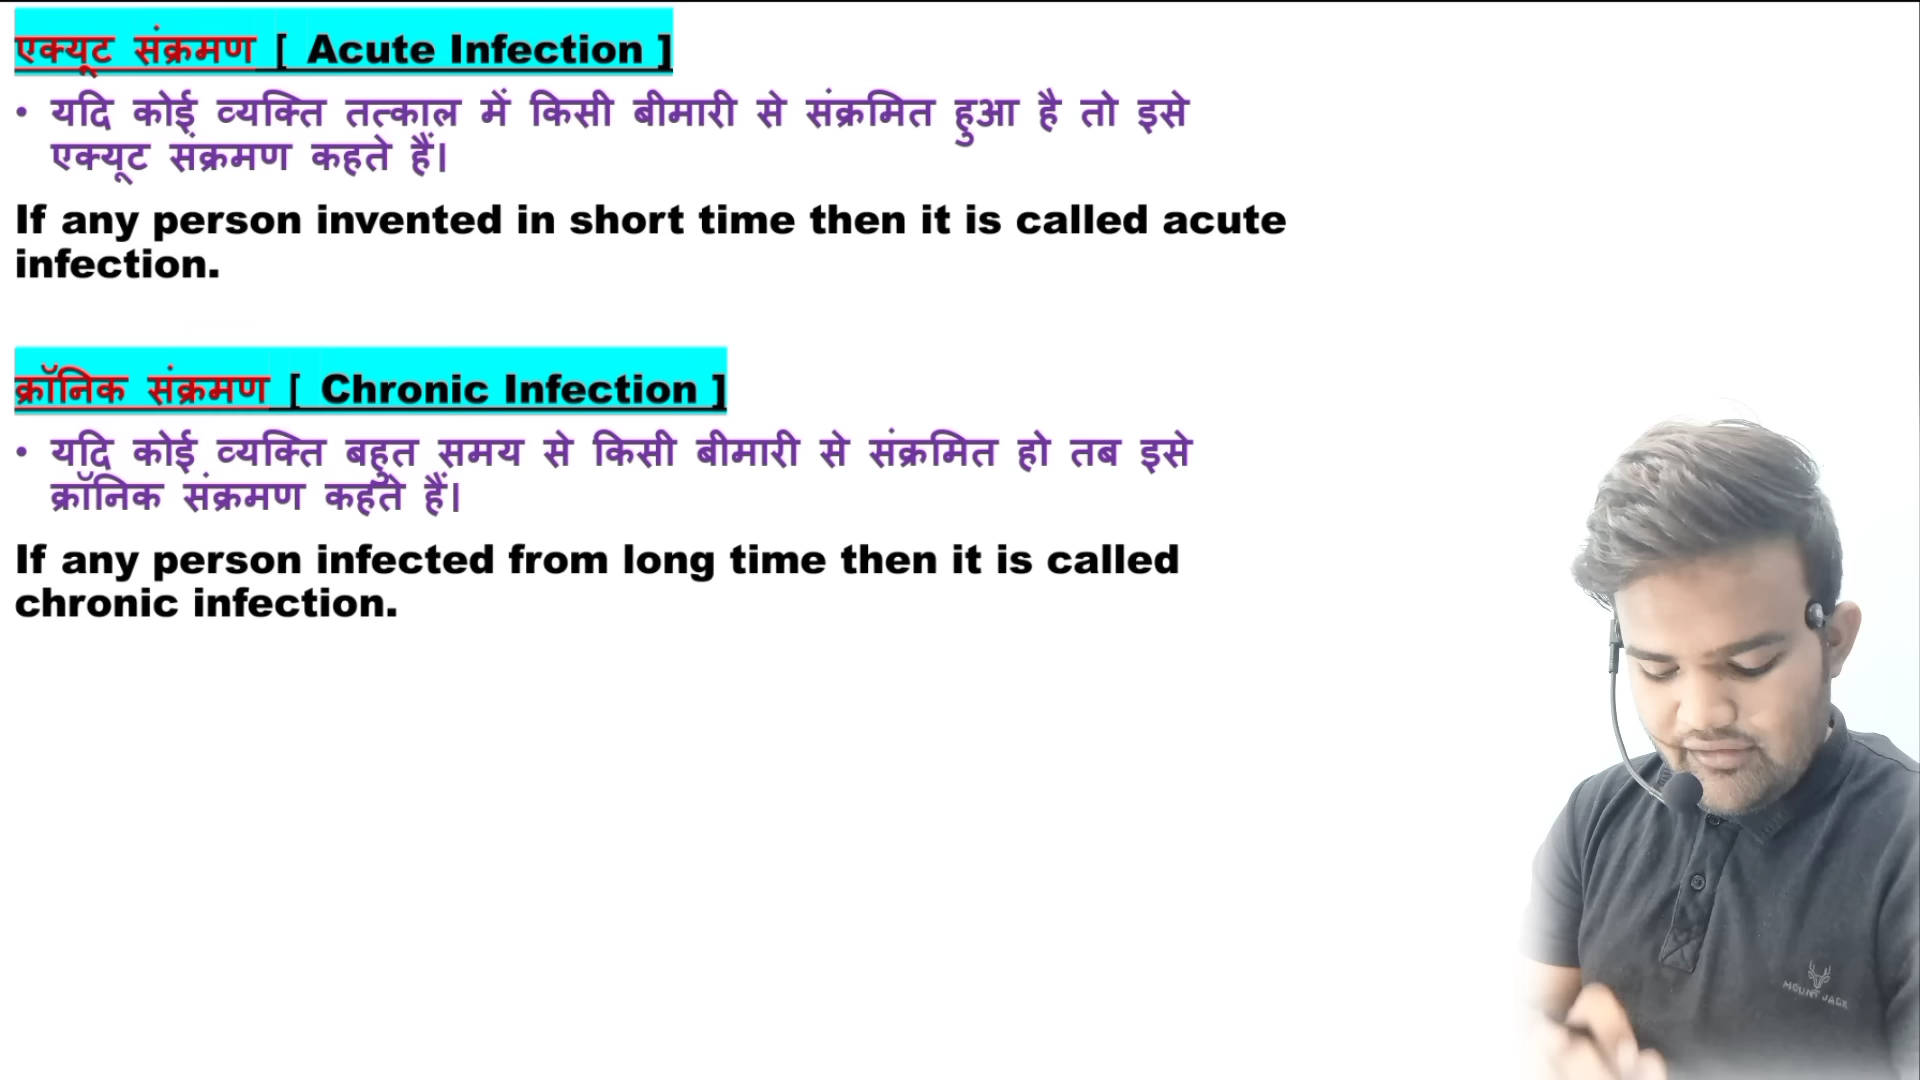 एक्यूट संक्रमण [ Acute Infection ]
• यदि कोई व्यक्ति तत्काल में किसी बीमारी से संक्रमित हुआ है तो इसे
एक्यूट संक्रमण कहते हैं।
If any person invented in short time then it is called acute
infection.
क्रॉनिक संक्रमण [ Chronic Infection ]
• यदि कोई व्यक्ति बहुत समय से किसी बीमारी से संक्रमित हो तब इसे
क्रॉनिक संक्रमण कहते हैं।
If any person infected from long time then it is called
chronic infection.
MOUNT JACK